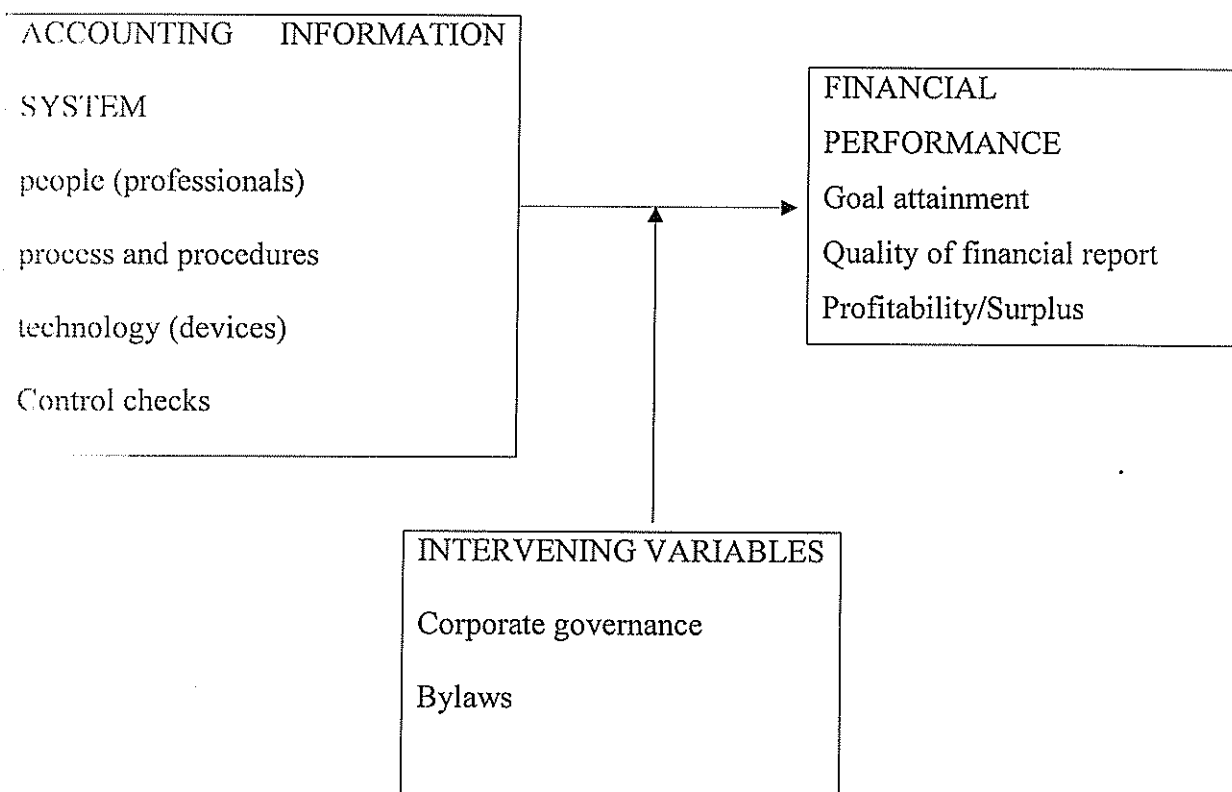 ACCOUNTING INFORMATION
SYSTEM
people (professionals)
process and procedures
technology (devices)
Control checks
FINANCIAL
PERFORMANCE
Goal attainment
Quality of financial report
Profitability/Surplus
INTERVENING VARIABLES
Corporate governance
Bylaws